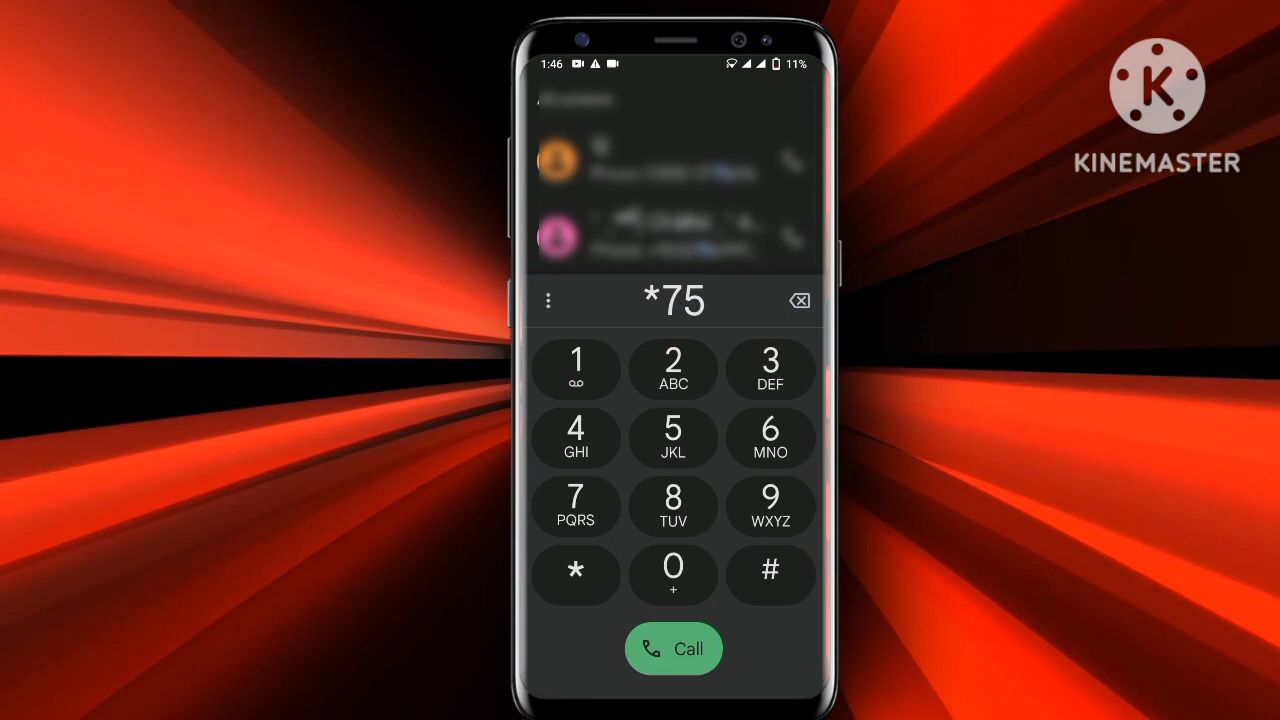 1:46 11%
*75
1 2 3
ABC DEF
4 5 6
GHI JKL MNO
7 8 9
PQRS TUV WXYZ
* 0 #
+
Call
K
KINEMASTER